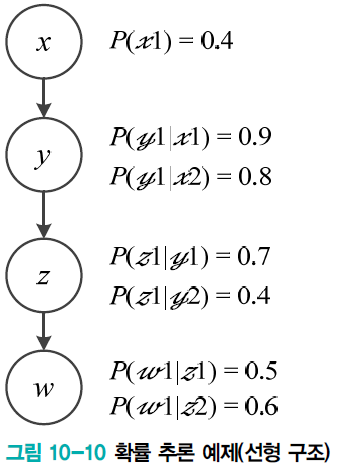 x
P(x1) = 0.4
y
P(y1|x1) = 0.9
P(y1|x2) = 0.8
z
P(z1|y1) = 0.7
P(z1|y2) = 0.4
w
P(w1|z1) = 0.5
P(w1|z2) = 0.6
그림 10-10 확률 추론 예제(선형 구조)